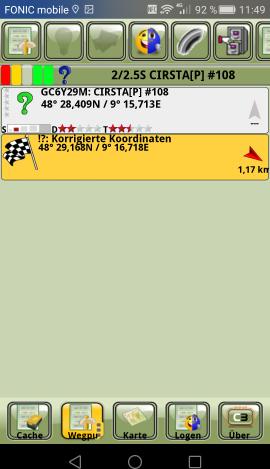 FONIC mobile 92 % 11:49
2/2.5S CIRSTA[P] #108
GC6Y29M: CIRSTA[P] #108
48° 28,409N / 9° 15,713E
---
S D T
!?: Korrigierte Koordinaten
48° 29,168N / 9° 16,718E
1,17 km
Cache Wegpu Karte Logen Über